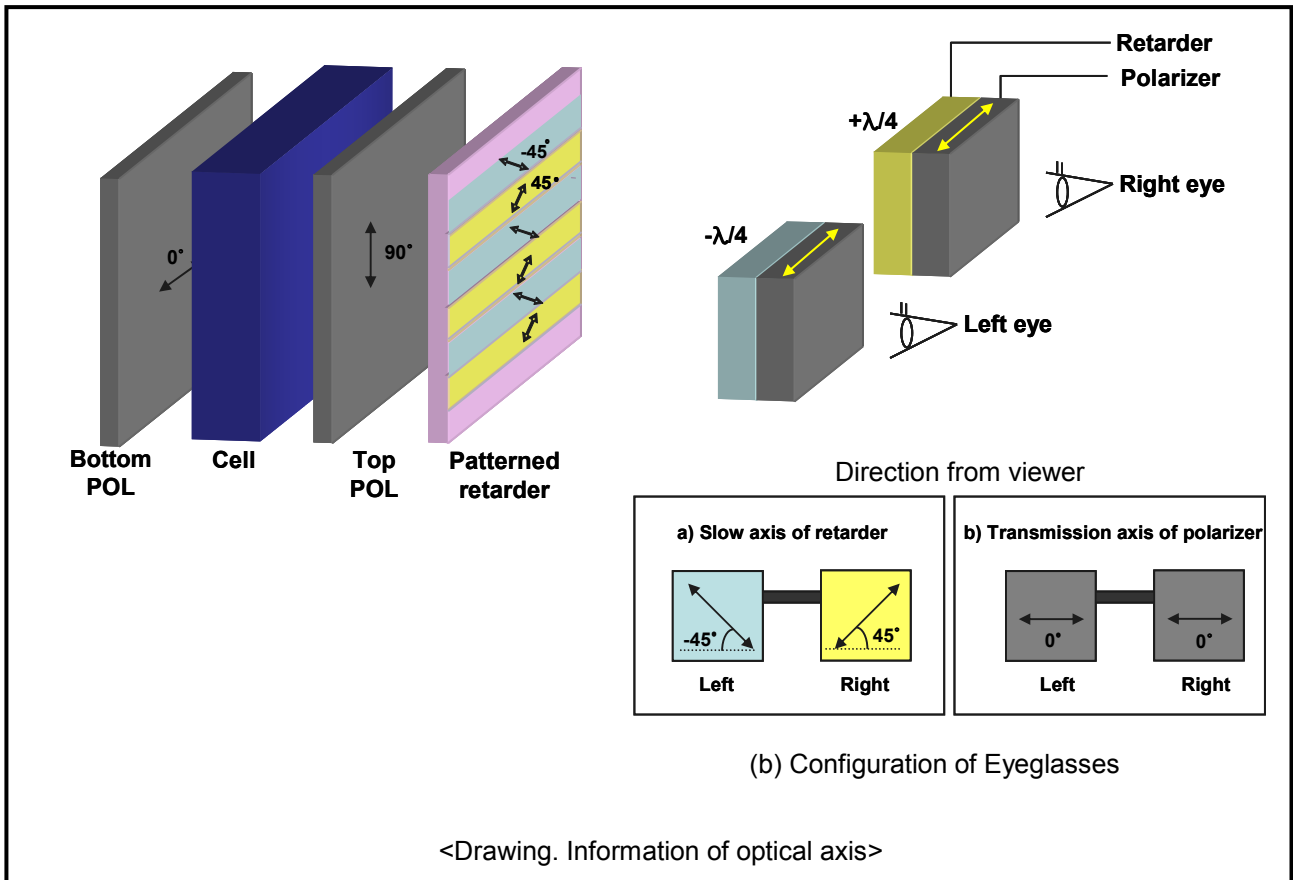 Retarder
Polarizer
+λ/4
-45˚
45˚
0˚
90˚
Right eye
-λ/4
Left eye
Bottom
POL
Cell
Top
POL
Patterned
retarder
Direction from viewer
a) Slow axis of retarder
-45˚
45˚
Left
Right
b) Transmission axis of polarizer
0˚
0˚
Left
Right
(b) Configuration of Eyeglasses
<Drawing. Information of optical axis>